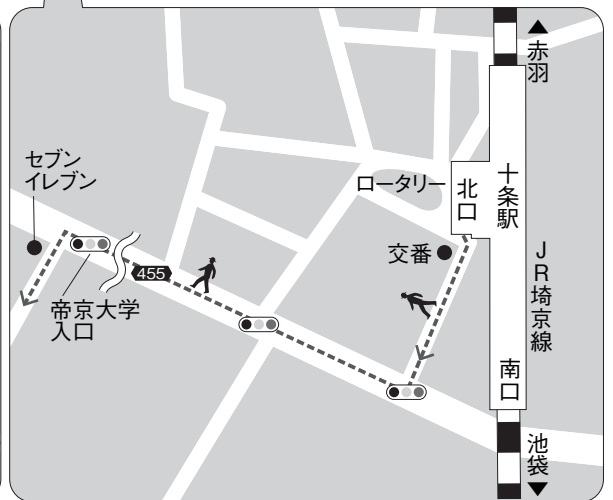 赤羽
セブン
イレブン
ロータリー
北口
十条駅
交番
JR埼京線
455
帝京大学
入口
南口
池袋